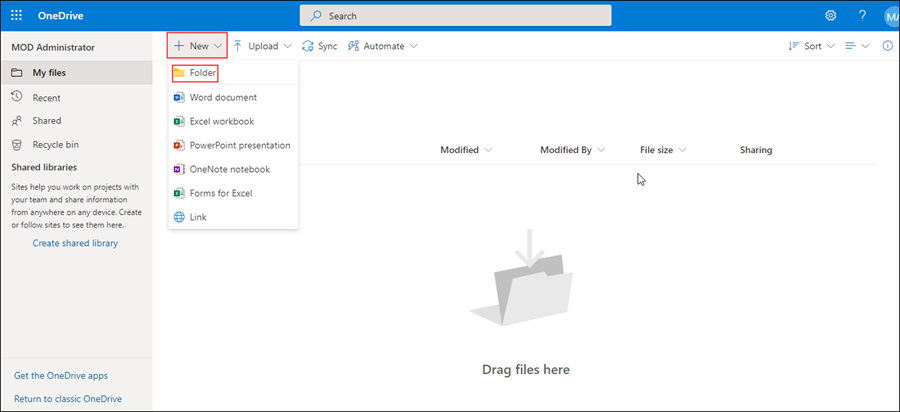 OneDrive
Search
?
MA
MOD Administrator
New
Upload
Sync
Automate
Sort
My files
Recent
Shared
Recycle bin
Shared libraries
Sites help you work on projects with
your team and share information
from anywhere on any device. Create
or follow sites to see them here.
Create shared library
Get the OneDrive apps
Return to classic OneDrive
Folder
Word document
Excel workbook
PowerPoint presentation
OneNote notebook
Forms for Excel
Link
Modified
Modified By
File size
Sharing
Drag files here